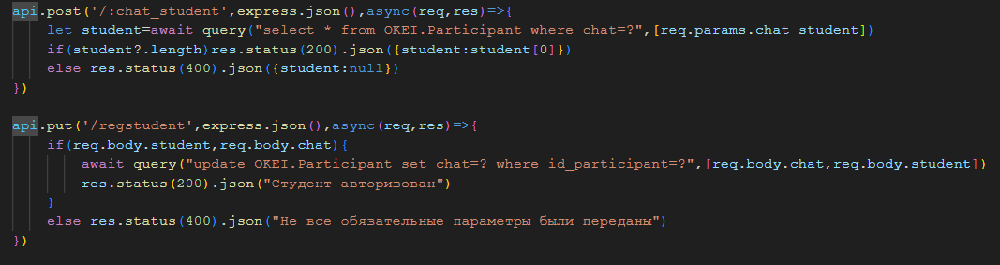 api.post('/:chat_student',express.json(),async(req,res)=>{
let student=await query("select * from OKEI.Participant where chat=?",[req.params.chat_student])
if(student?.length)res.status(200).json({student:student[0]})
else res.status(400).json({student:null})
})
api.put('/regstudent',express.json(),async(req,res)=>{
if(req.body.student,req.body.chat){
await query("update OKEI.Participant set chat=? where id_participant=?",[req.body.chat,req.body.student])
res.status(200).json("Студент авторизован")
}
else res.status(400).json("Не все обязательные параметры были переданы")
})